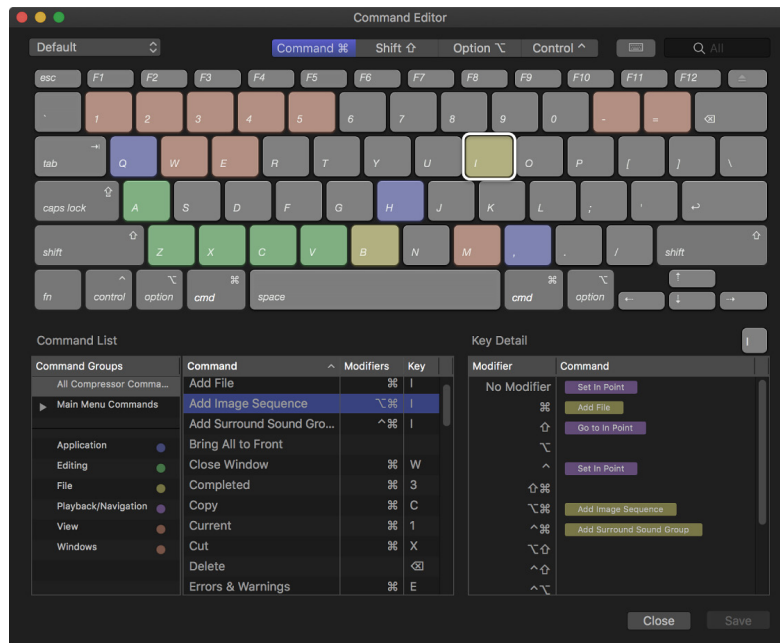 Command Editor
Default Command ⌘ Shift ⇧ Option ⌥ Control ^ All
esc F1 F2 F3 F4 F5 F6 F7 F8 F9 F10 F11 F12 ⏏
` 1 2 3 4 5 6 7 8 9 0 - = ⌫
tab ⇥ Q W E R T Y U I O P [ ] \
caps lock ⇪ A S D F G H J K L ; ' ↩
shift ⇧ Z X C V B N M , . / shift ⇧
fn control ^ option ⌥ cmd ⌘ space cmd ⌘ option ⌥ ← ↑ ↓ →
Command List
Command Groups Command Modifiers Key
All Compressor Comma... Add File ⌘ I
Main Menu Commands Add Image Sequence ⌥⌘ I
Add Surround Sound Gro... ^⌘ I
Application Bring All to Front
Editing Close Window ⌘ W
File Completed ⌘ 3
Playback/Navigation Copy ⌘ C
View Current ⌘ 1
Windows Cut ⌘ X
Delete ⌫
Errors & Warnings ⌘ E
Key Detail I
Modifier Command
No Modifier Set In Point
⌘ Add File
⇧ Go to In Point
⌥
^ Set In Point
⇧⌘
⌥⌘ Add Image Sequence
^⌘ Add Surround Sound Group
⌥⇧
^⇧
^⌥
Close Save